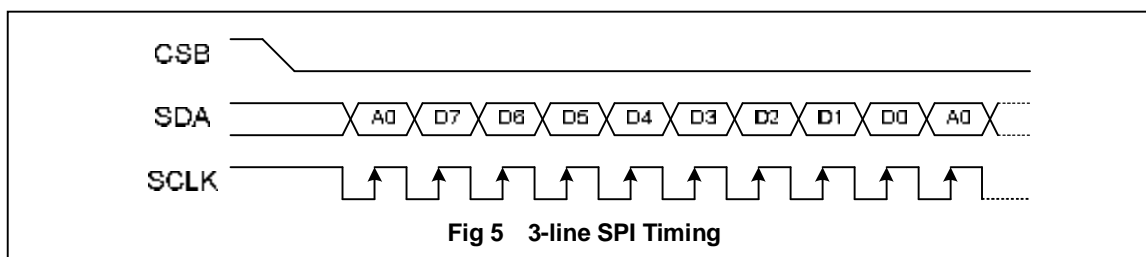 CSB
SDA A0 D7 D6 D5 D4 D3 D2 D1 D0 A0
SCLK
Fig 5 3-line SPI Timing